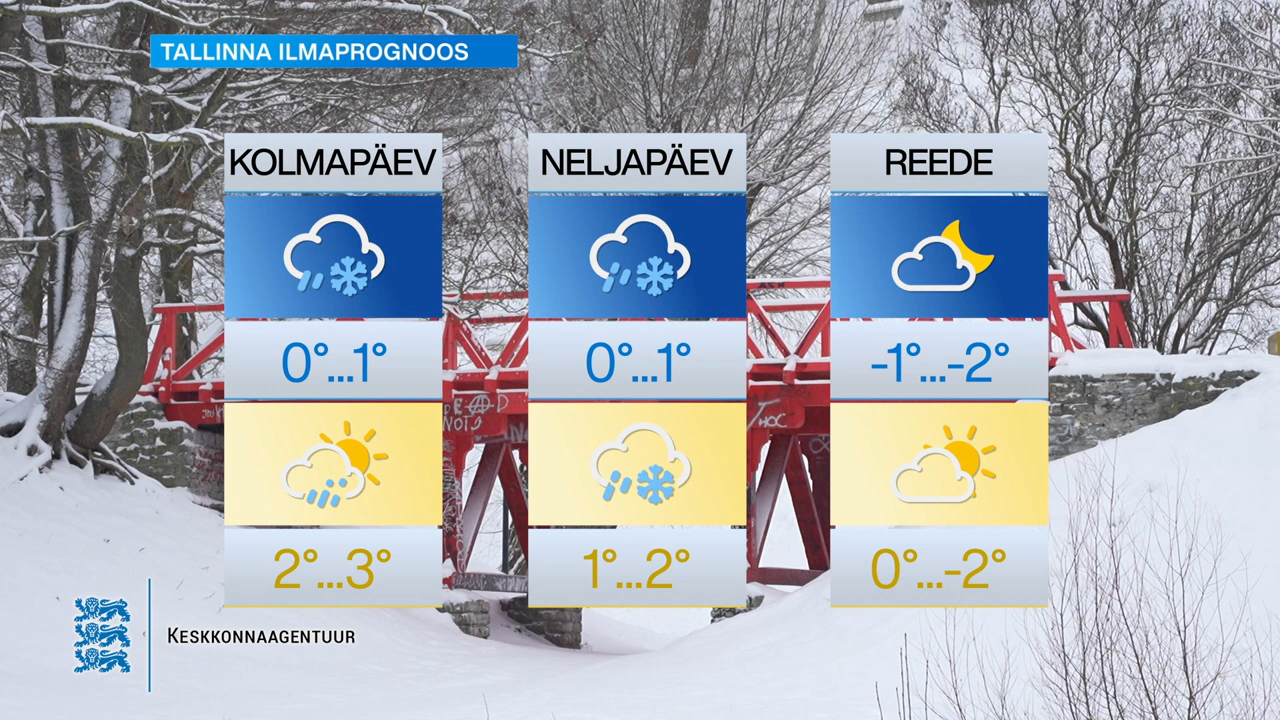 TALLINNA ILMAPROGNOOS
KOLMAPÄEV
0°...1°
2°...3°
NELJAPÄEV
0°...1°
1°...2°
REEDE
-1°...-2°
0°...-2°
KESKKONNAAGENTUUR